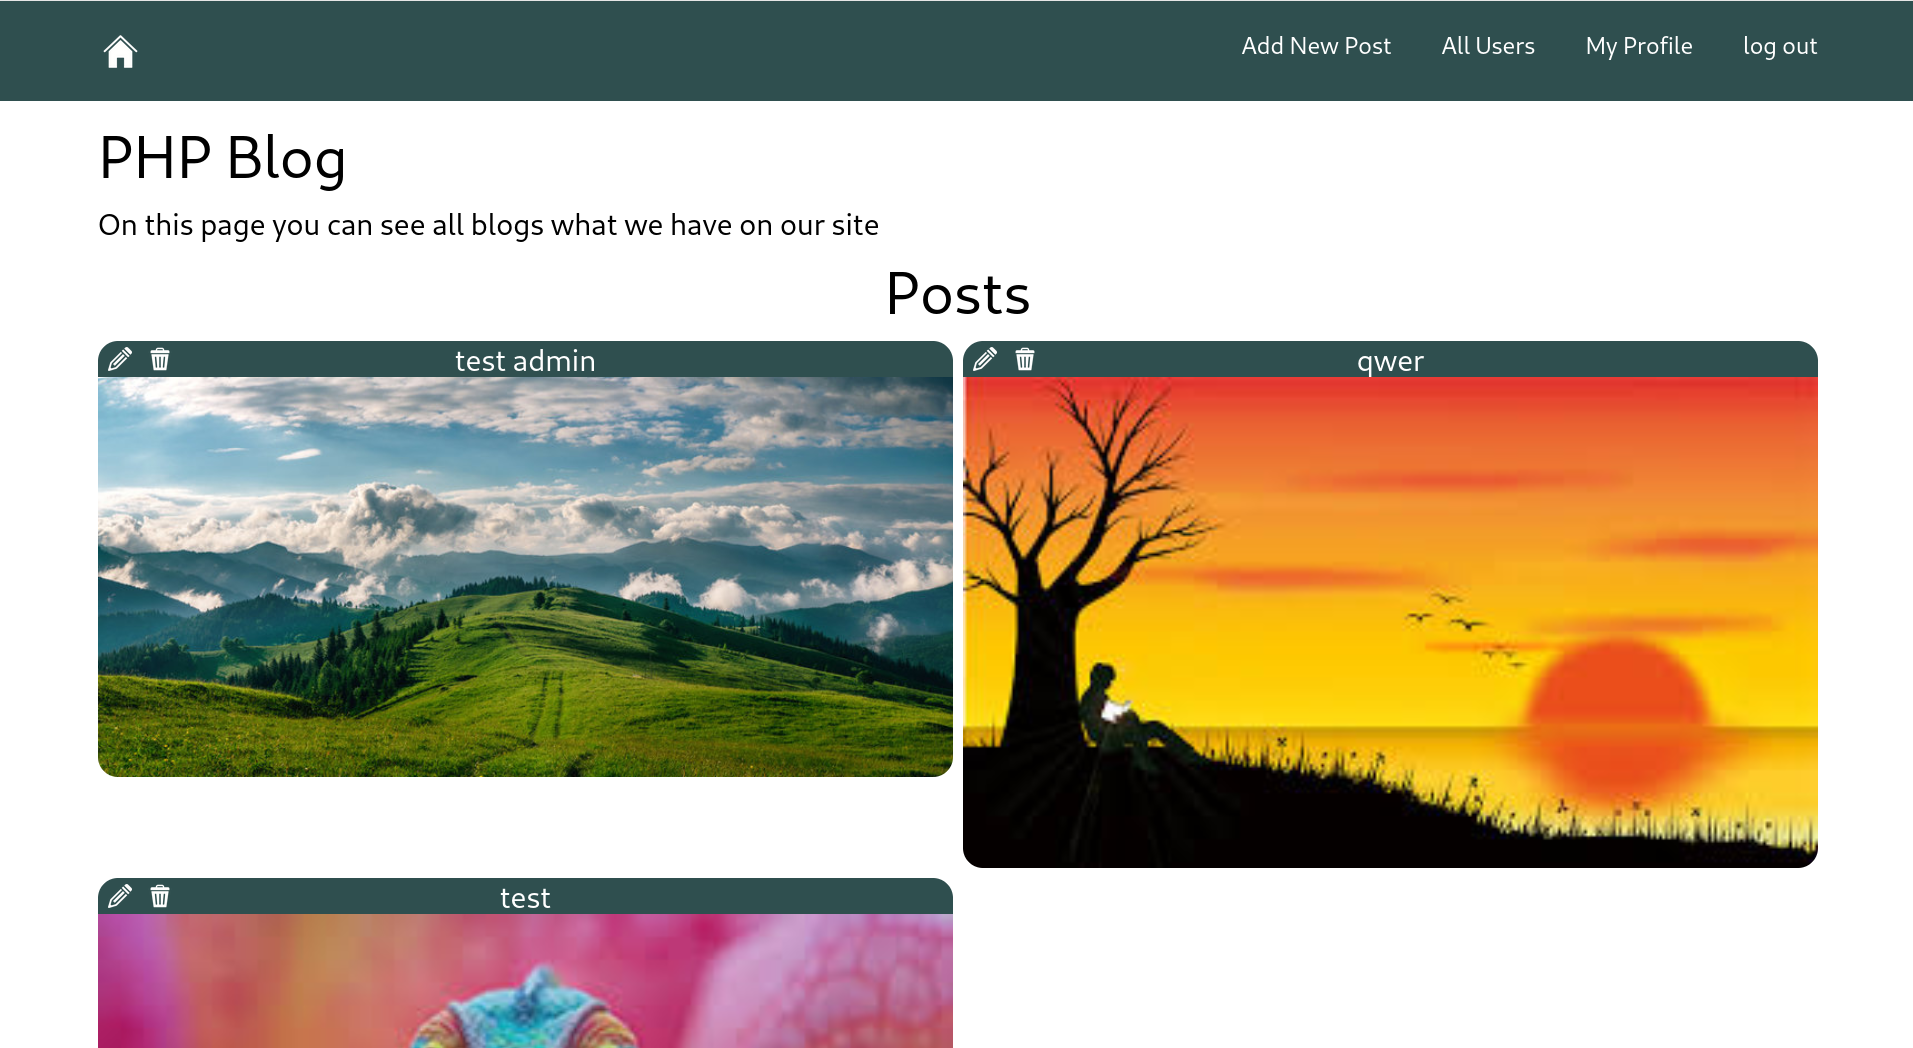 Add New Post All Users My Profile log out
PHP Blog
On this page you can see all blogs what we have on our site
Posts
test admin
qwer
test